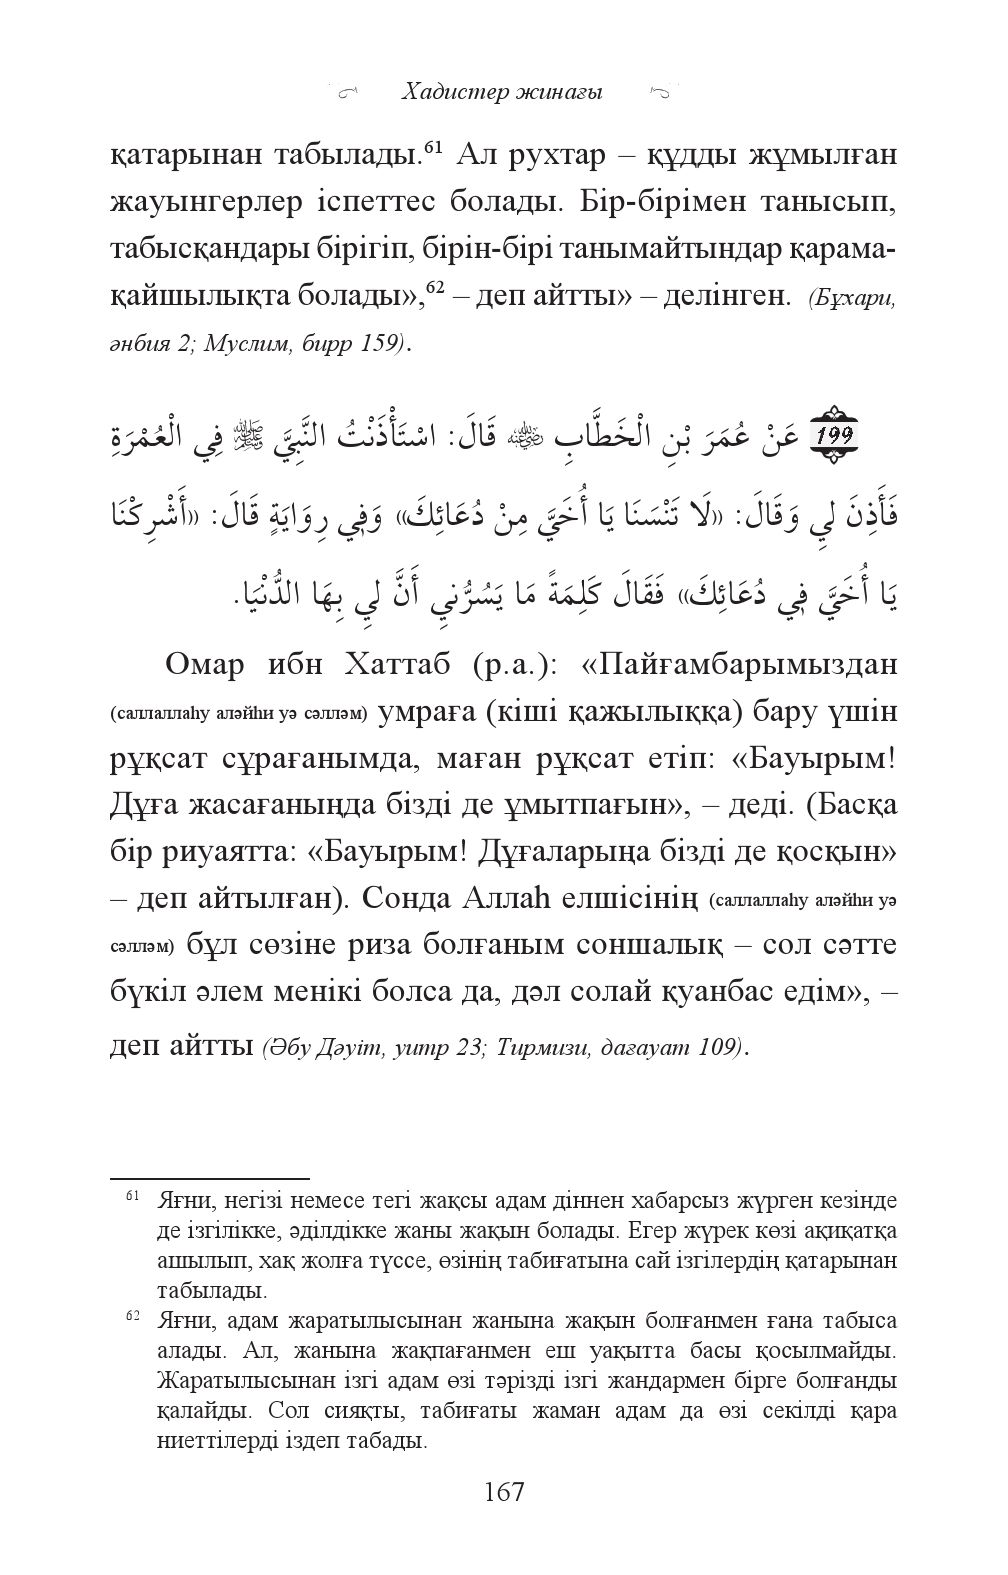 Хадистер жинағы
қатарынан табылады.⁶¹ Ал рухтар – құдды жұмылған
жауынгерлер іспеттес болады. Бір-бірімен танысып,
табысқандары бірігіп, бірін-бірі танымайтындар қарама-
қайшылықта болады»,⁶² – деп айтты» – делінген. (Бұхари,
әнбия 2; Муслим, бирр 159).
199 عَنْ عُمَرَ بْنِ الْخَطَّابِ ﷺ قَالَ: اسْتَأْذَنْتُ النَّبِيَّ ﷺ فِي الْعُمْرَةِ
فَأَذِنَ لِي وَقَالَ: «لَا تَنْسَنَا يَا أُخَيَّ مِنْ دُعَائِكَ» وَفِي رِوَايَةٍ قَالَ: «أَشْرِكْنَا
يَا أُخَيَّ فِي دُعَائِكَ» فَقَالَ كَلِمَةً مَا يَسُرُّنِي أَنَّ لِي بِهَا الدُّنْيَا.
Омар ибн Хаттаб (р.а.): «Пайғамбарымыздан
(саллаллаһу аләйһи уә сәлләм) умраға (кіші қажылыққа) бару үшін
рұқсат сұрағанымда, маған рұқсат етіп: «Бауырым!
Дұға жасағаныңда бізді де ұмытпағын», – деді. (Басқа
бір риуаятта: «Бауырым! Дұғаларыңа бізді де қосқын»
– деп айтылған). Сонда Аллаһ елшісінің (саллаллаһу аләйһи уә
сәлләм) бұл сөзіне риза болғаным соншалық – сол сәтте
бүкіл әлем менікі болса да, дәл солай қуанбас едім», –
деп айтты (Әбу Дәуіт, уитр 23; Тирмизи, дағауат 109).
61 Яғни, негізі немесе тегі жақсы адам діннен хабарсыз жүрген кезінде
де ізгілікке, әділдікке жаны жақын болады. Егер жүрек көзі ақиқатқа
ашылып, хақ жолға түссе, өзінің табиғатына сай ізгілердің қатарынан
табылады.
62 Яғни, адам жаратылысынан жанына жақын болғанмен ғана табыса
алады. Ал, жанына жақпағанмен еш уақытта басы қосылмайды.
Жаратылысынан ізгі адам өзі тәрізді ізгі жандармен бірге болғанды
қалайды. Сол сияқты, табиғаты жаман адам да өзі секілді қара
ниеттілерді іздеп табады.
167